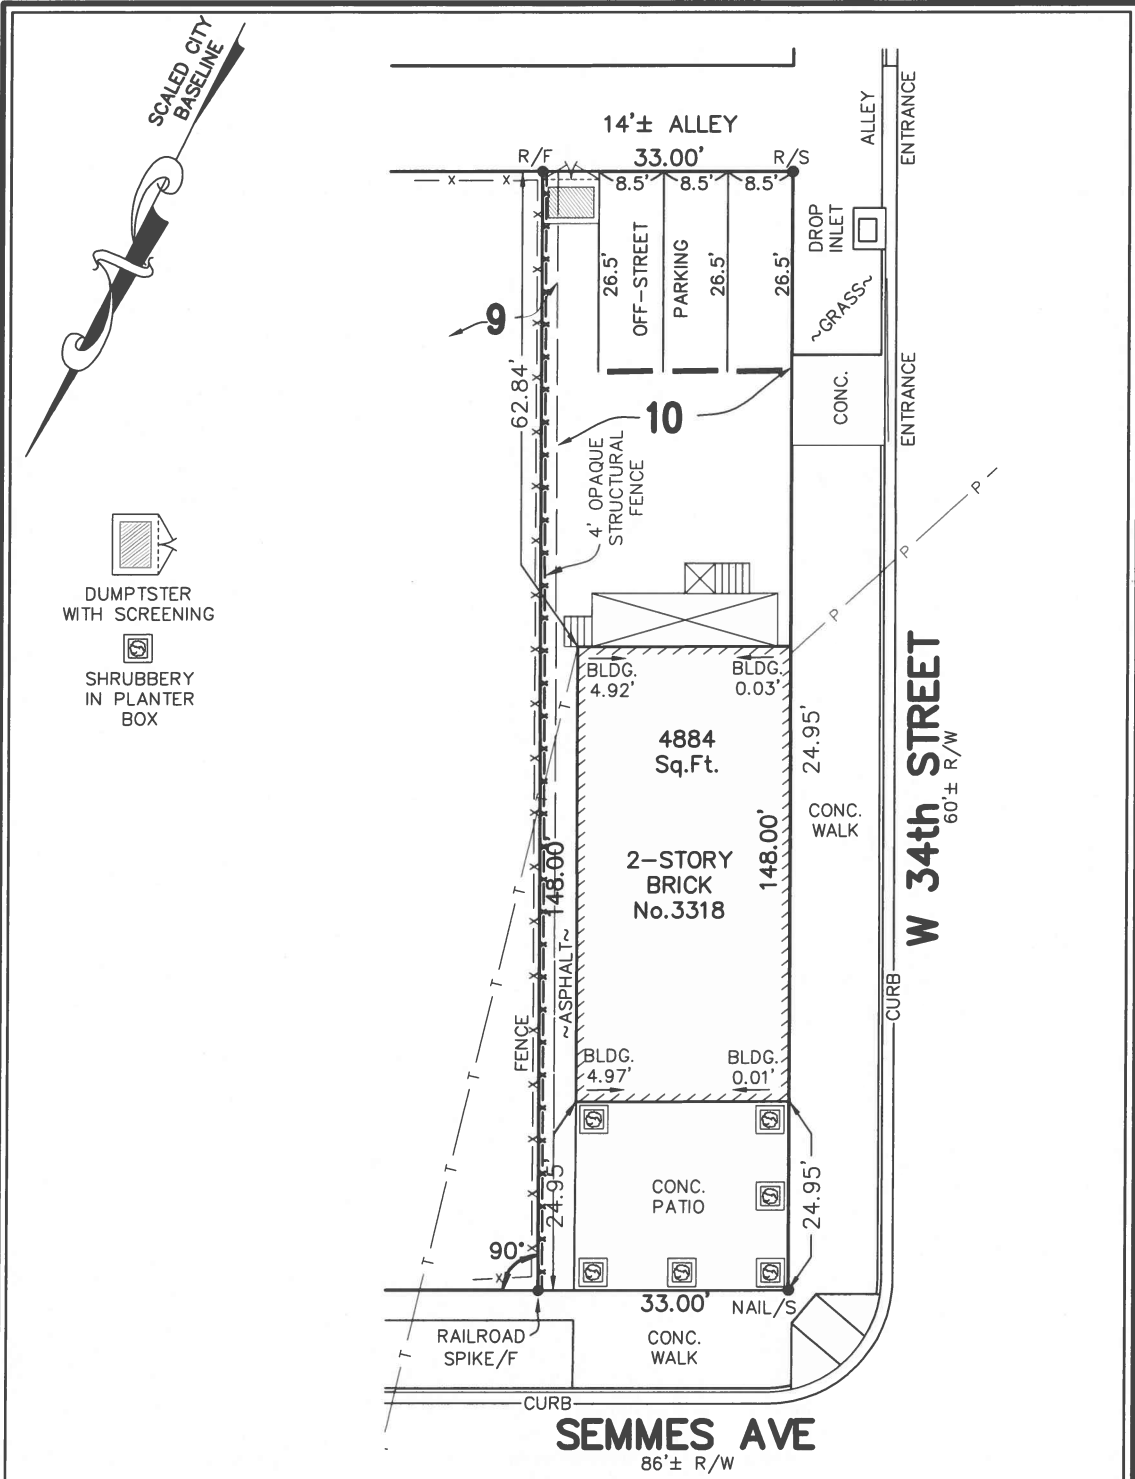 SCALED CITY
BASELINE
14'± ALLEY
33.00'
R/F
R/S
ALLEY
ENTRANCE
8.5'
8.5'
8.5'
DROP
INLET
26.5'
OFF-STREET
PARKING
26.5'
26.5'
~GRASS~
9
62.84'
CONC.
ENTRANCE
10
4' OPAQUE
STRUCTURAL
FENCE
P
P
P
DUMPTSTER
WITH SCREENING
SHRUBBERY
IN PLANTER
BOX
BLDG.
4.92'
BLDG.
0.03'
4884
Sq.Ft.
24.95'
W 34th STREET
60'± R/W
CONC.
WALK
148.00'
148.00'
2-STORY
BRICK
No.3318
T
T
T
T
T
T
T
T
~ASPHALT~
FENCE
CURB
BLDG.
4.97'
BLDG.
0.01'
24.95'
CONC.
PATIO
24.95'
90°
33.00'
NAIL/S
RAILROAD
SPIKE/F
CONC.
WALK
CURB
SEMMES AVE
86'± R/W